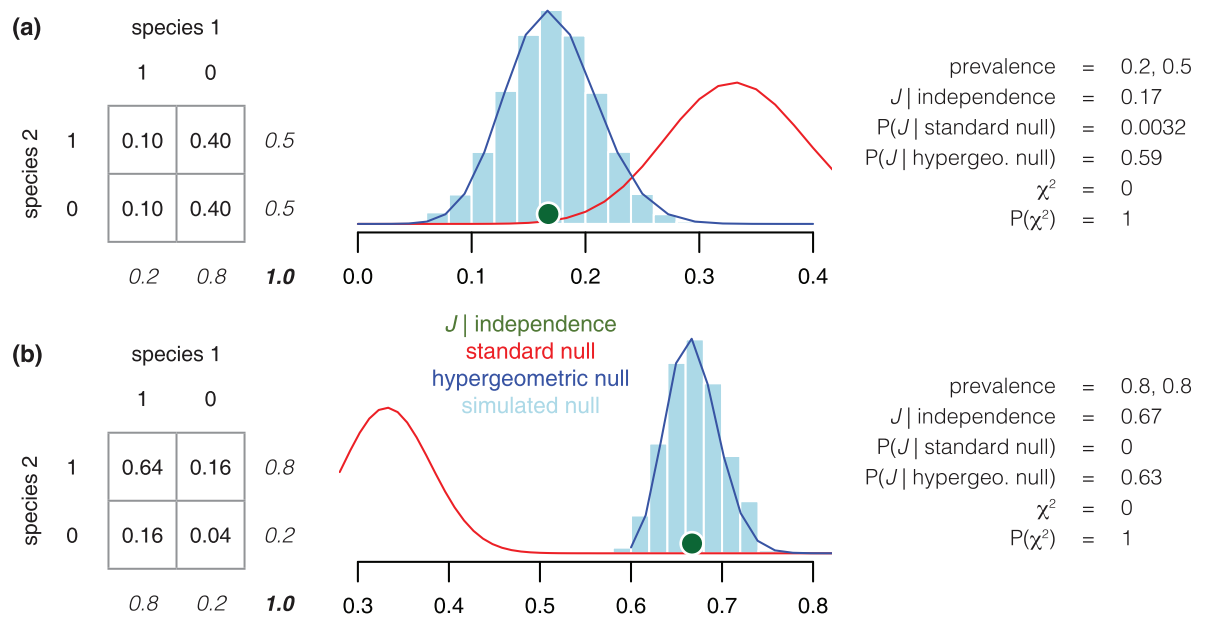 (a)
species 1
1 0
species 2
1 0.10 0.40 0.5
0 0.10 0.40 0.5
0.2 0.8 1.0
0.0 0.1 0.2 0.3 0.4
prevalence = 0.2, 0.5
J | independence = 0.17
P(J | standard null) = 0.0032
P(J | hypergeo. null) = 0.59
χ² = 0
P(χ²) = 1
J | independence
standard null
hypergeometric null
simulated null
(b)
species 1
1 0
species 2
1 0.64 0.16 0.8
0 0.16 0.04 0.2
0.8 0.2 1.0
0.3 0.4 0.5 0.6 0.7 0.8
prevalence = 0.8, 0.8
J | independence = 0.67
P(J | standard null) = 0
P(J | hypergeo. null) = 0.63
χ² = 0
P(χ²) = 1